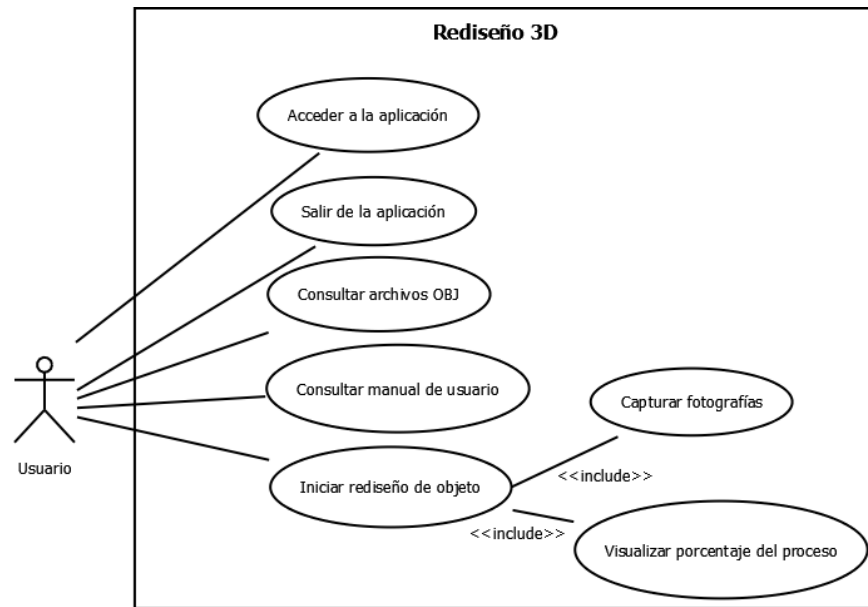 Rediseño 3D
Acceder a la aplicación
Salir de la aplicación
Consultar archivos OBJ
Consultar manual de usuario
Capturar fotografías
Usuario
Iniciar rediseño de objeto
<<include>>
<<include>>
Visualizar porcentaje del proceso